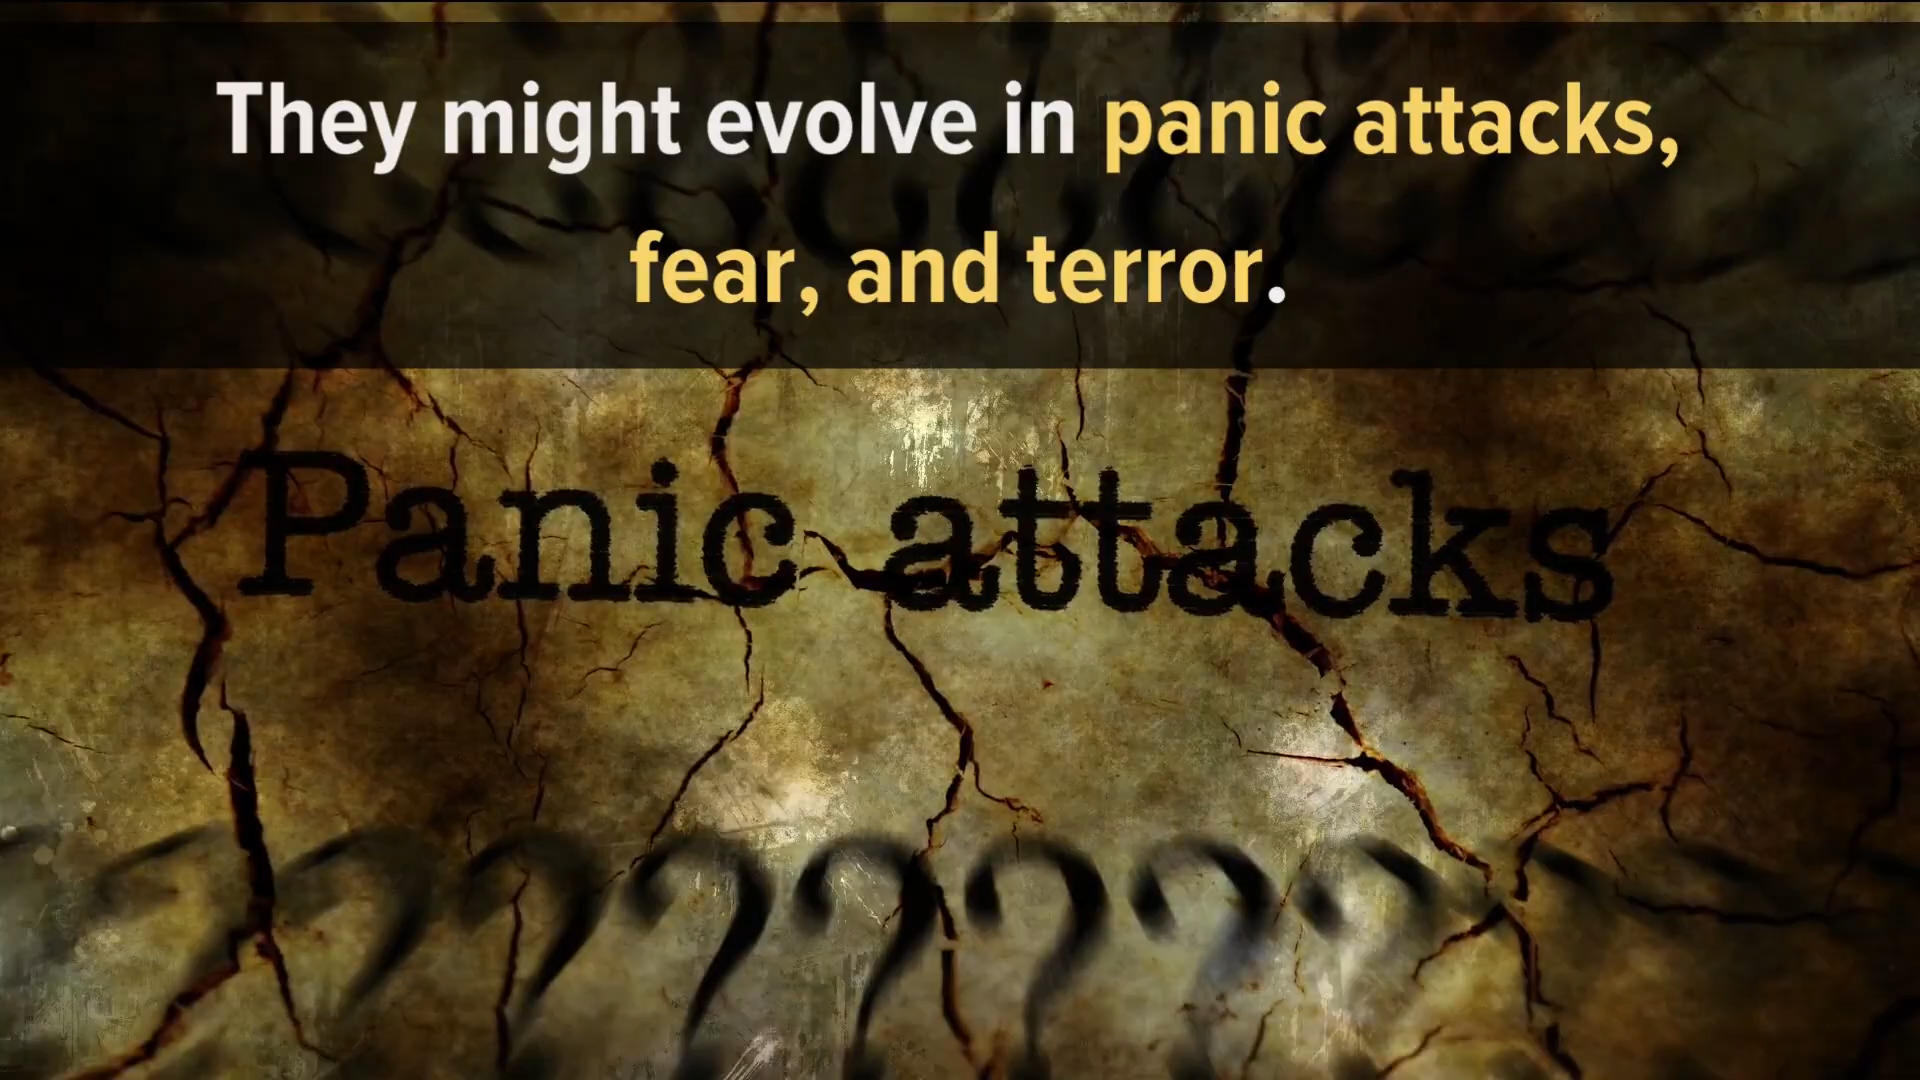 They might evolve in panic attacks,
fear, and terror.
Panic attacks
????????